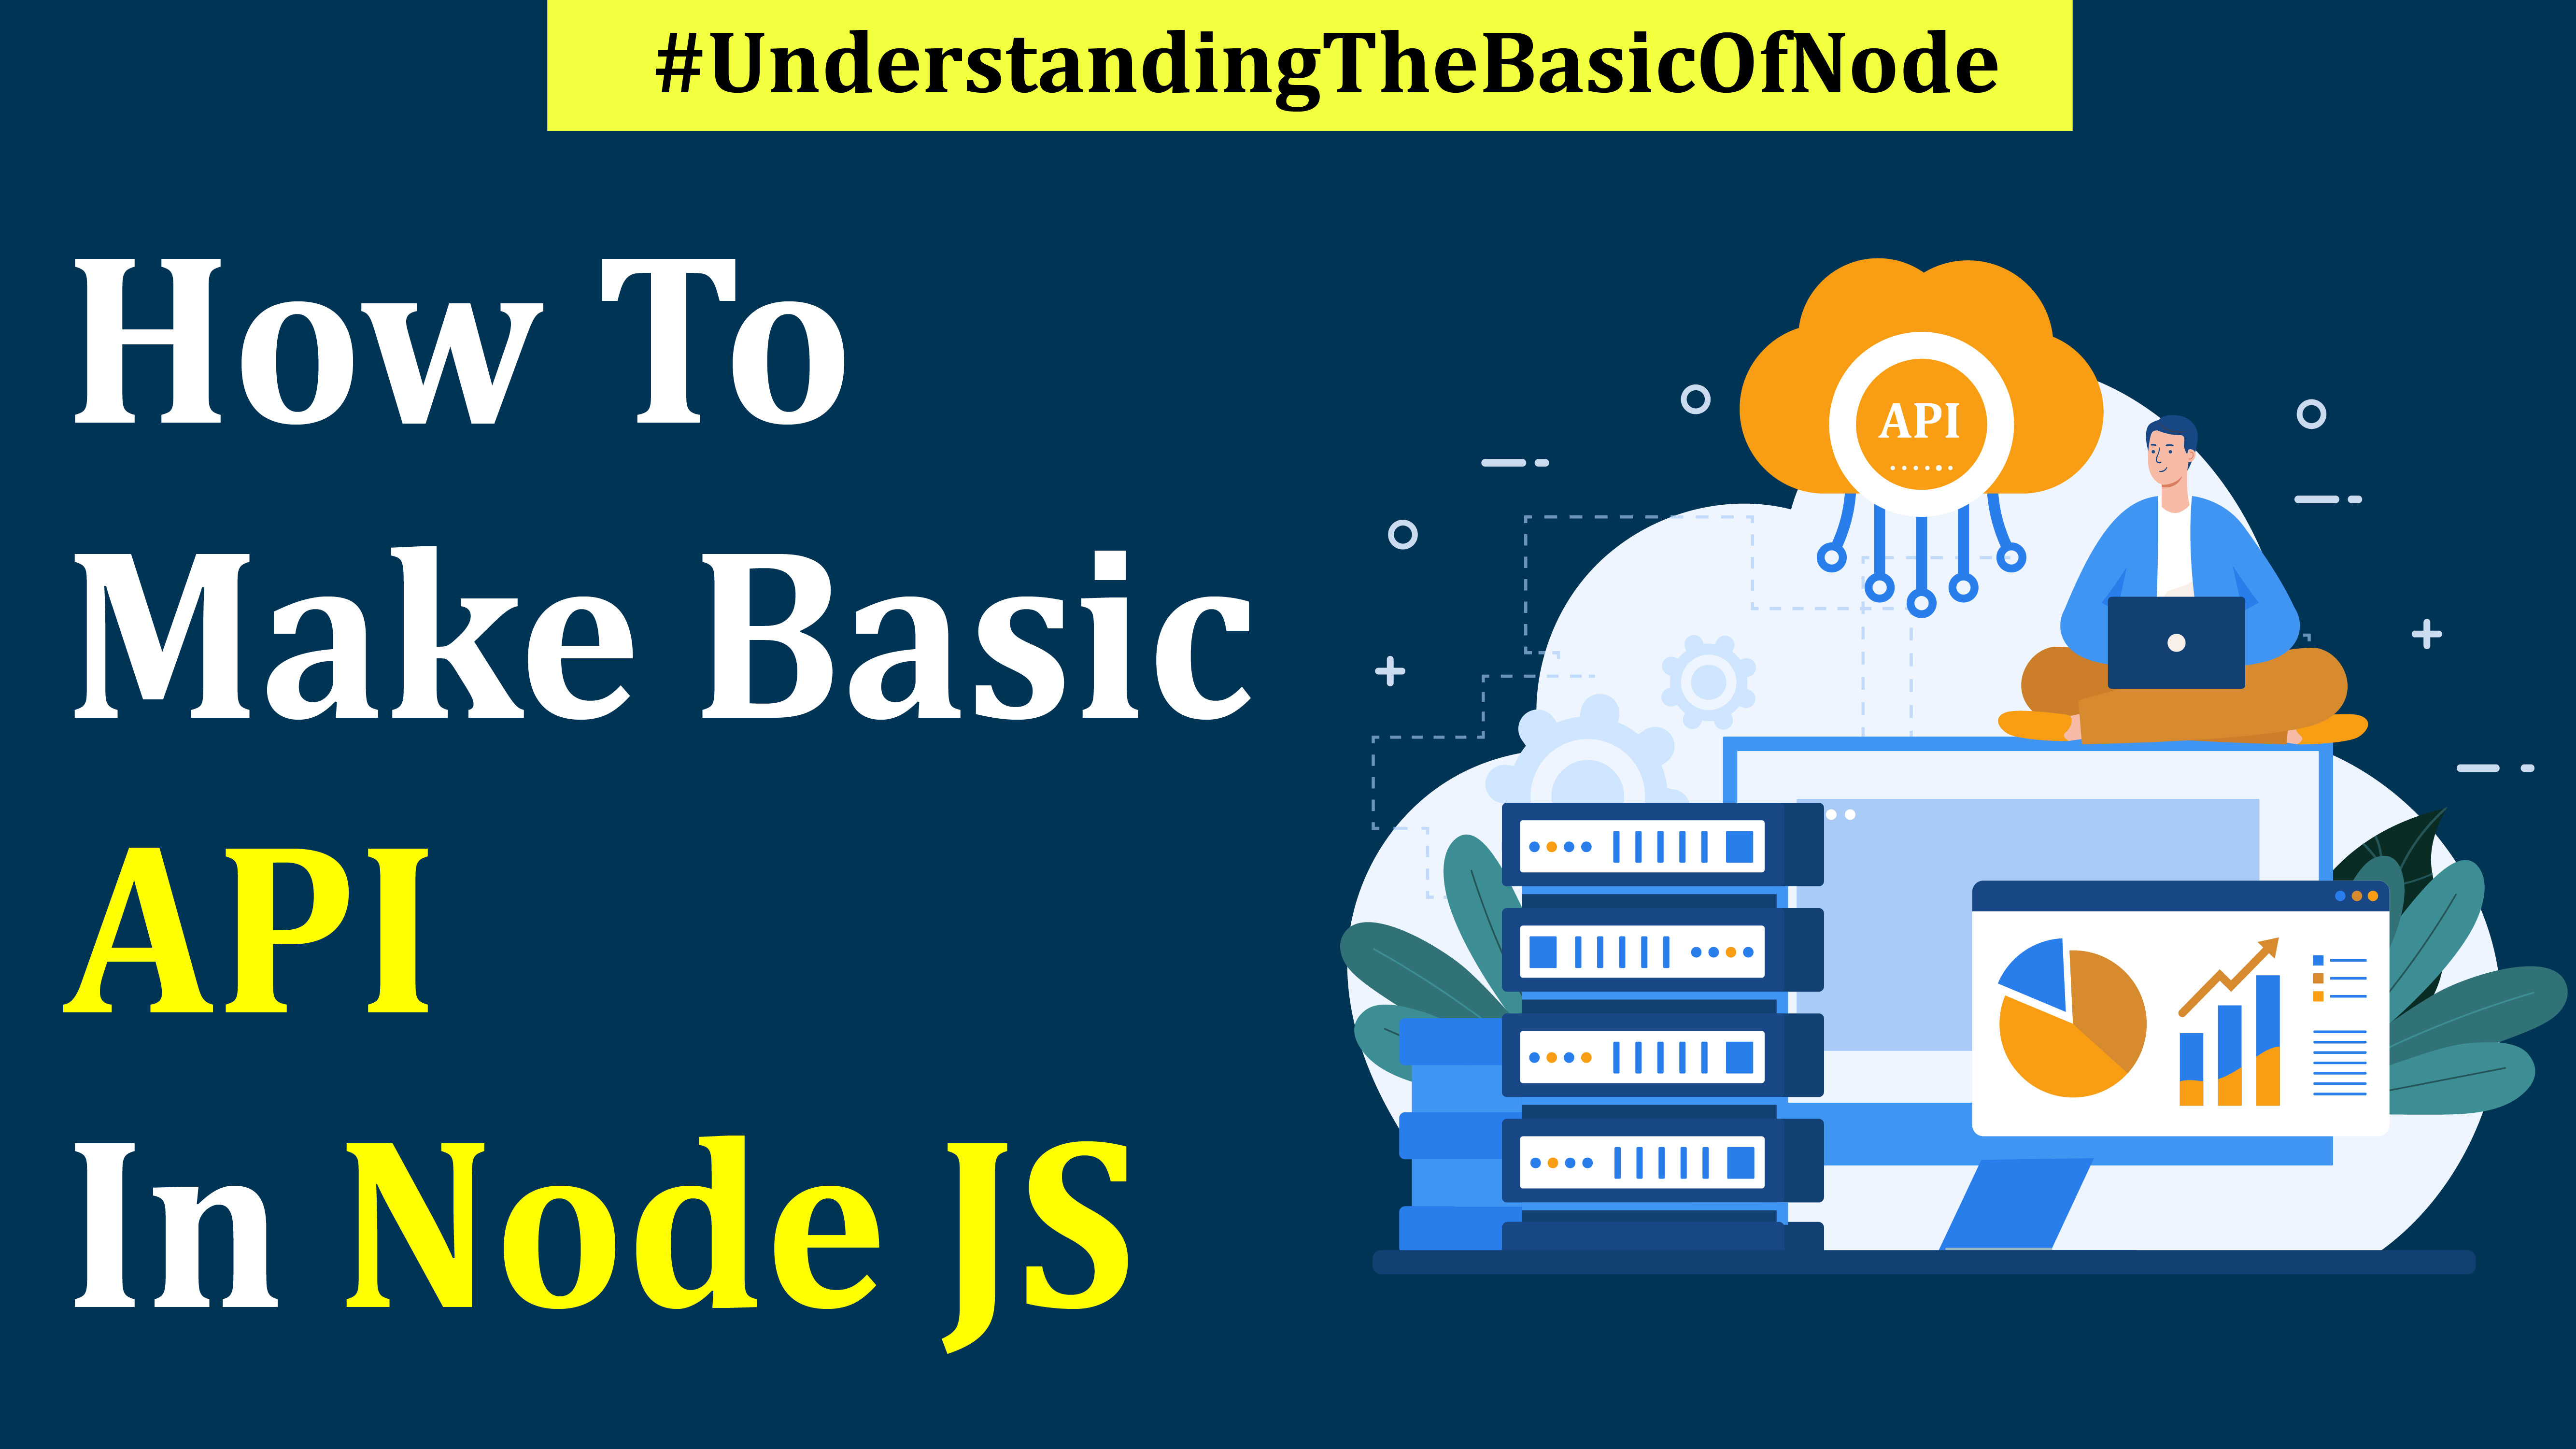 #UnderstandingTheBasicOfNode
How To
Make Basic
API
In Node JS
API